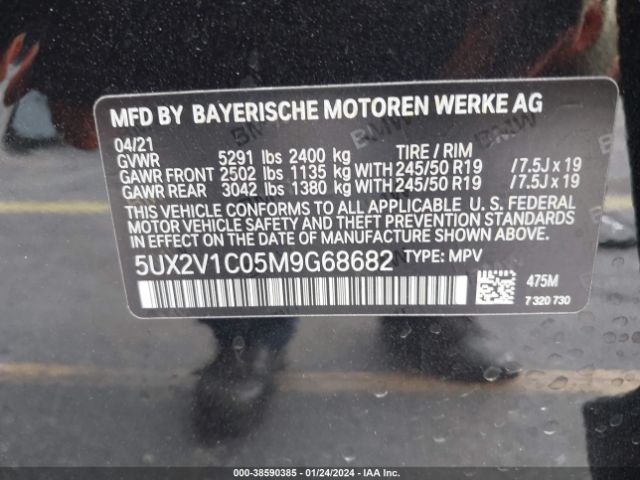 MFD BY BAYERISCHE MOTOREN WERKE AG
04/21
GVWR 5291 lbs 2400 kg TIRE / RIM
GAWR FRONT 2502 lbs 1135 kg WITH 245/50 R19 /7.5J x 19
GAWR REAR 3042 lbs 1380 kg WITH 245/50 R19 /7.5J x 19
THIS VEHICLE CONFORMS TO ALL APPLICABLE U. S. FEDERAL
MOTOR VEHICLE SAFETY AND THEFT PREVENTION STANDARDS
IN EFFECT ON THE DATE OF MANUFACTURE SHOWN ABOVE.
5UX2V1C05M9G68682 TYPE: MPV
475M
7 320 730
000-38590385 - 01/24/2024 - IAA Inc.